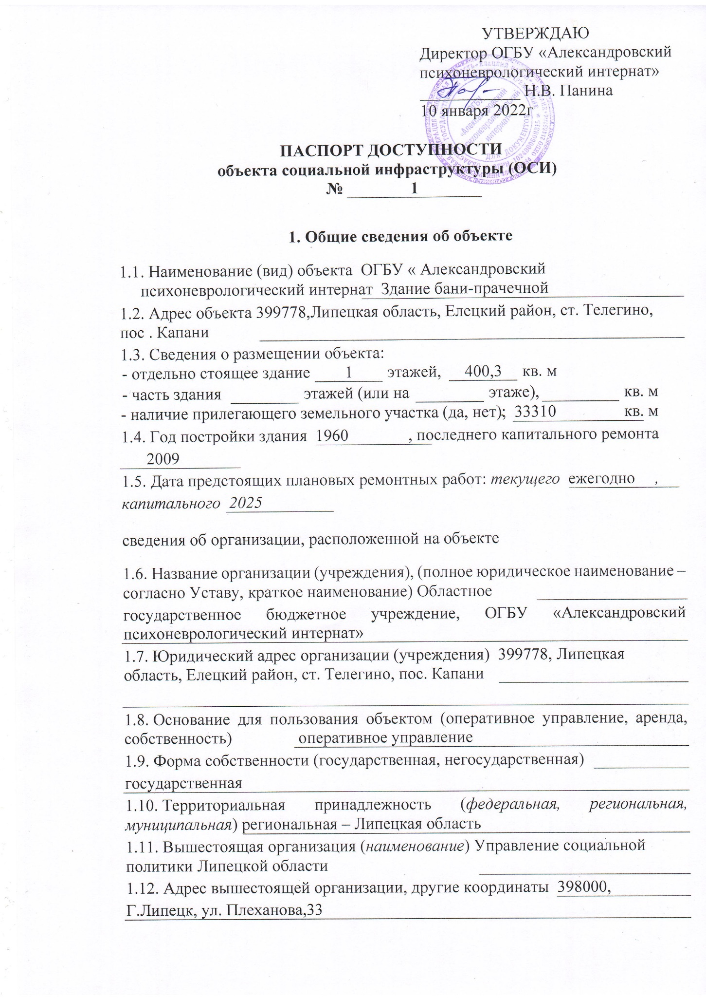 УТВЕРЖДАЮ
Директор ОГБУ «Александровский
психоневрологический интернат»
____________ Н.В. Панина
10 января 2022г
ОГБУ
«Александровский
психоневрологический
интернат»
ДЛЯ ДОКУМЕНТОВ
ПАСПОРТ ДОСТУПНОСТИ
объекта социальной инфраструктуры (ОСИ)
№ 1
1. Общие сведения об объекте
1.1. Наименование (вид) объекта ОГБУ « Александровский
психоневрологический интернат Здание бани-прачечной
1.2. Адрес объекта 399778,Липецкая область, Елецкий район, ст. Телегино,
пос . Капани
1.3. Сведения о размещении объекта:
- отдельно стоящее здание 1 этажей, 400,3 кв. м
- часть здания ________ этажей (или на ________ этаже), _________ кв. м
- наличие прилегающего земельного участка (да, нет); 33310 кв. м
1.4. Год постройки здания 1960 , последнего капитального ремонта
2009
1.5. Дата предстоящих плановых ремонтных работ: текущего ежегодно ,
капитального 2025
сведения об организации, расположенной на объекте
1.6. Название организации (учреждения), (полное юридическое наименование –
согласно Уставу, краткое наименование) Областное
государственное бюджетное учреждение, ОГБУ «Александровский
психоневрологический интернат»
1.7. Юридический адрес организации (учреждения) 399778, Липецкая
область, Елецкий район, ст. Телегино, пос. Капани
1.8. Основание для пользования объектом (оперативное управление, аренда,
собственность) оперативное управление
1.9. Форма собственности (государственная, негосударственная)
государственная
1.10. Территориальная принадлежность (федеральная, региональная,
муниципальная) региональная – Липецкая область
1.11. Вышестоящая организация (наименование) Управление социальной
политики Липецкой области
1.12. Адрес вышестоящей организации, другие координаты 398000,
Г.Липецк, ул. Плеханова,33